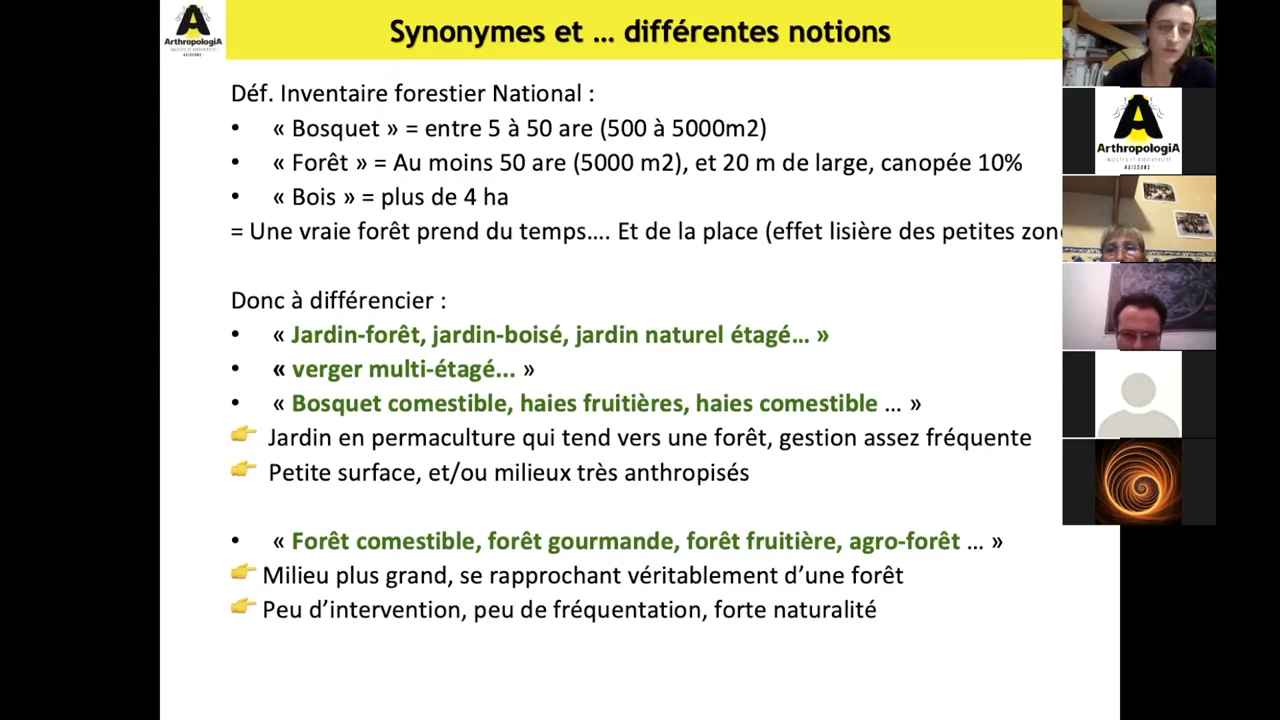 ArthropologiA
Synonymes et … différentes notions
Déf. Inventaire forestier National :
• « Bosquet » = entre 5 à 50 are (500 à 5000m2)
• « Forêt » = Au moins 50 are (5000 m2), et 20 m de large, canopée 10%
• « Bois » = plus de 4 ha
= Une vraie forêt prend du temps…. Et de la place (effet lisière des petites
Donc à différencier :
• « Jardin-forêt, jardin-boisé, jardin naturel étagé… »
• « verger multi-étagé... »
• « Bosquet comestible, haies fruitières, haies comestible … »
👉 Jardin en permaculture qui tend vers une forêt, gestion assez fréquente
👉 Petite surface, et/ou milieux très anthropisés
• « Forêt comestible, forêt gourmande, forêt fruitière, agro-forêt … »
👉 Milieu plus grand, se rapprochant véritablement d’une forêt
👉 Peu d’intervention, peu de fréquentation, forte naturalité
ArthropologiA
INSECTES ET BIODIVERSITÉ
AGISSONS